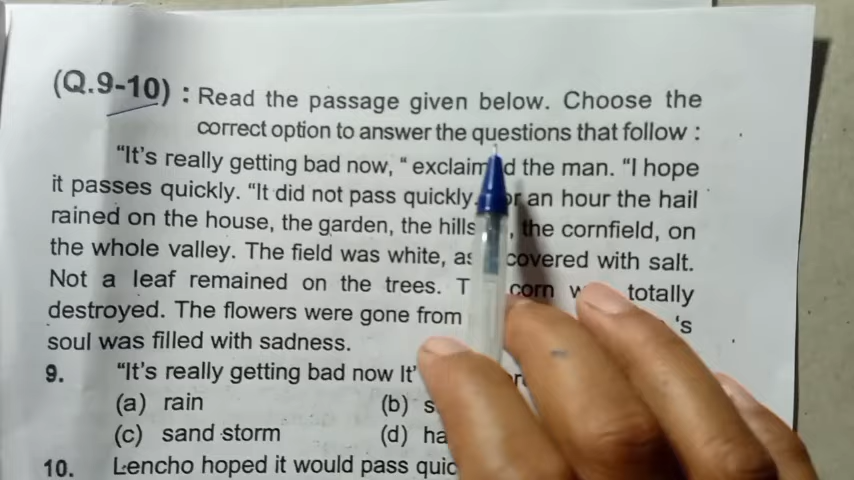 (Q.9-10) : Read the passage given below. Choose the
correct option to answer the questions that follow :
"It's really getting bad now, " the man. "I hope
it passes quickly. "It did not pass quickly. an hour the hail
rained on the house, the garden, the hills , the cornfield, on
the whole valley. The field was white, covered with salt.
Not a leaf remained on the trees. corn totally
destroyed. The flowers were gone from 's
soul was filled with sadness.
9. "It's really getting bad now It'
(a) rain (b)
(c) sand storm (d)
10. Lencho hoped it would pass